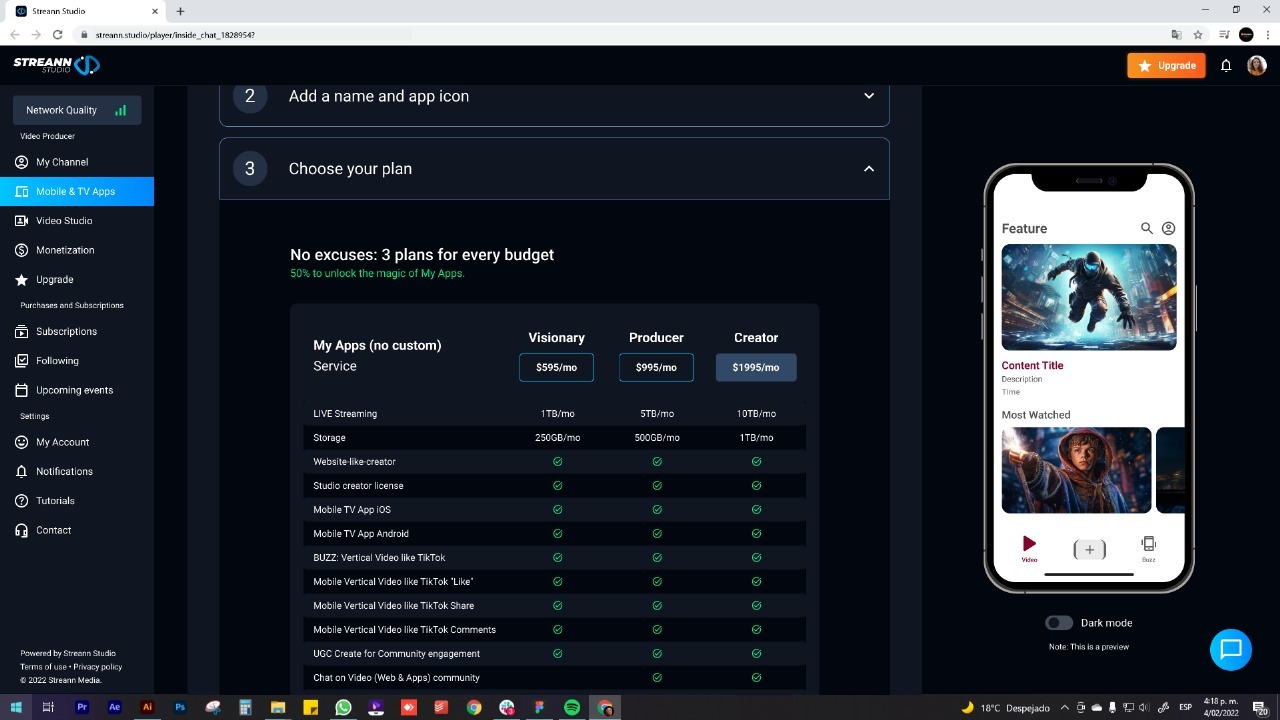 Streann Studio
streann.studio/player/inside_chat_1828954?
STREANN
STUDIO
Upgrade
Network Quality
Video Producer
My Channel
Mobile & TV Apps
Video Studio
Monetization
Upgrade
Purchases and Subscriptions
Subscriptions
Following
Upcoming events
Settings
My Account
Notifications
Tutorials
Contact
Powered by Streann Studio
Terms of use • Privacy policy
© 2022 Streann Media.
2 Add a name and app icon
3 Choose your plan
No excuses: 3 plans for every budget
50% to unlock the magic of My Apps.
My Apps (no custom)
Service
Visionary Producer Creator
$595/mo $995/mo $1995/mo
LIVE Streaming 1TB/mo 5TB/mo 10TB/mo
Storage 250GB/mo 500GB/mo 1TB/mo
Website-like-creator
Studio creator license
Mobile TV App iOS
Mobile TV App Android
BUZZ: Vertical Video like TikTok
Mobile Vertical Video like TikTok "Like"
Mobile Vertical Video like TikTok Share
Mobile Vertical Video like TikTok Comments
UGC Create for Community engagement
Chat on Video (Web & Apps) community
Feature
Content Title
Description
Time
Most Watched
Video Buzz
Dark mode
Note: This is a preview
Pr Ae Ai Ps
18°C Despejado
ESP
4:18 p. m.
4/02/2022
20